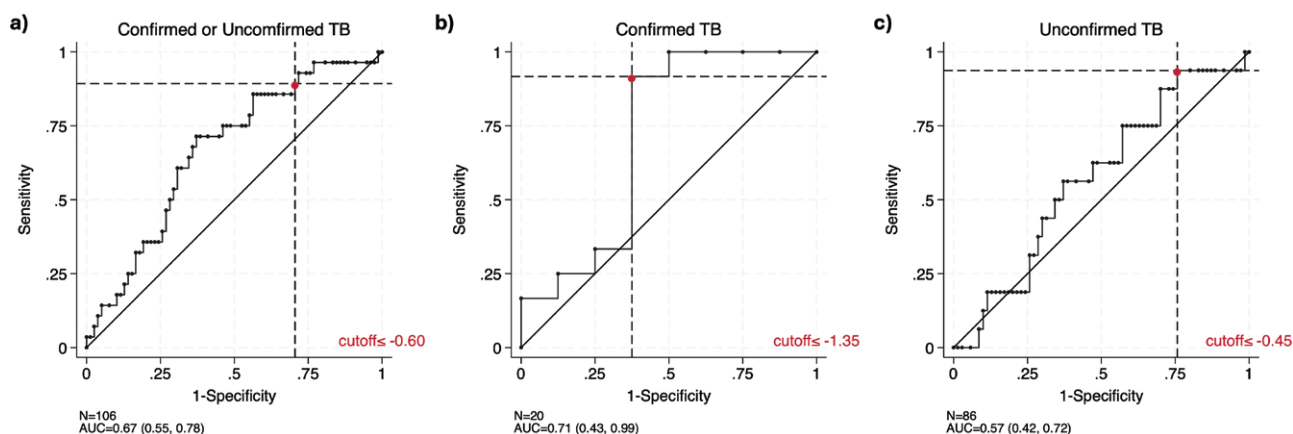 a)
Confirmed or Uncomfirmed TB
1
.75
.5
.25
0
Sensitivity
cutoff≤ -0.60
0 .25 .5 .75 1
1-Specificity
N=106
AUC=0.67 (0.55, 0.78)
b)
Confirmed TB
1
.75
.5
.25
0
Sensitivity
cutoff≤ -1.35
0 .25 .5 .75 1
1-Specificity
N=20
AUC=0.71 (0.43, 0.99)
c)
Unconfirmed TB
1
.75
.5
.25
0
Sensitivity
cutoff≤ -0.45
0 .25 .5 .75 1
1-Specificity
N=86
AUC=0.57 (0.42, 0.72)